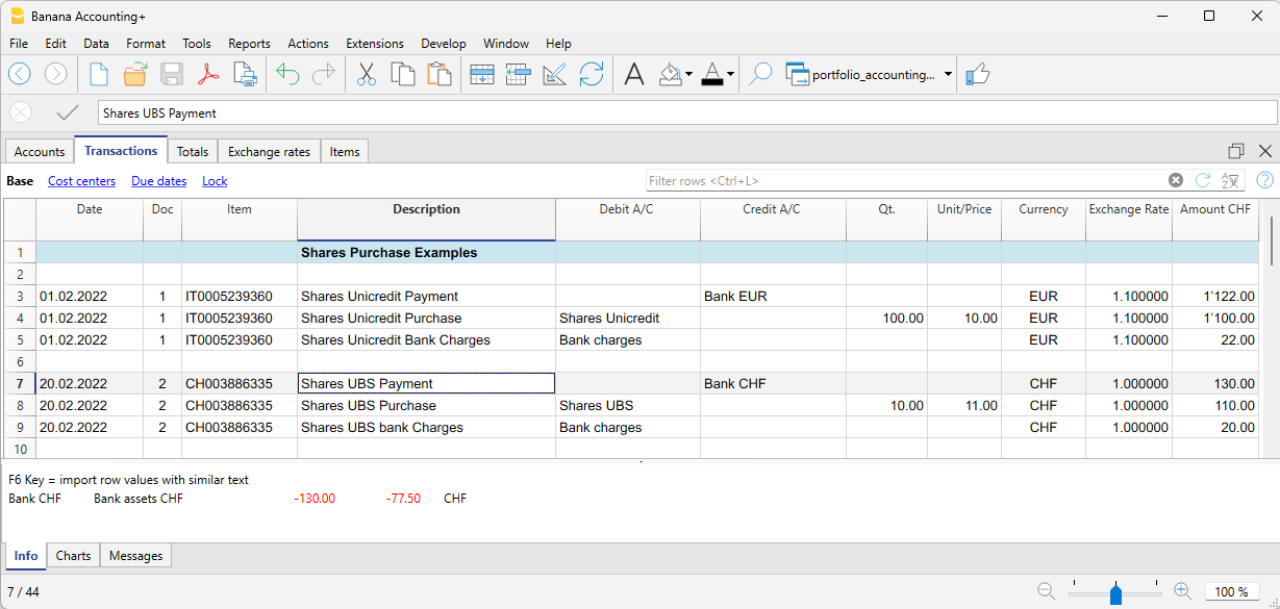 Banana Accounting+
File Edit Data Format Tools Reports Actions Extensions Develop Window Help
portfolio_accounting...
Shares UBS Payment
Accounts Transactions Totals Exchange rates Items
Base Cost centers Due dates Lock Filter rows <Ctrl+L>
Date Doc Item Description Debit A/C Credit A/C Qt. Unit/Price Currency Exchange Rate Amount CHF
1 Shares Purchase Examples
2
3 01.02.2022 1 IT0005239360 Shares Unicredit Payment Bank EUR EUR 1.100000 1'122.00
4 01.02.2022 1 IT0005239360 Shares Unicredit Purchase Shares Unicredit 100.00 10.00 EUR 1.100000 1'100.00
5 01.02.2022 1 IT0005239360 Shares Unicredit Bank Charges Bank charges EUR 1.100000 22.00
6
7 20.02.2022 2 CH003886335 Shares UBS Payment Bank CHF CHF 1.000000 130.00
8 20.02.2022 2 CH003886335 Shares UBS Purchase Shares UBS 10.00 11.00 CHF 1.000000 110.00
9 20.02.2022 2 CH003886335 Shares UBS bank Charges Bank charges CHF 1.000000 20.00
10
F6 Key = import row values with similar text
Bank CHF Bank assets CHF -130.00 -77.50 CHF
Info Charts Messages
7 / 44 100 %